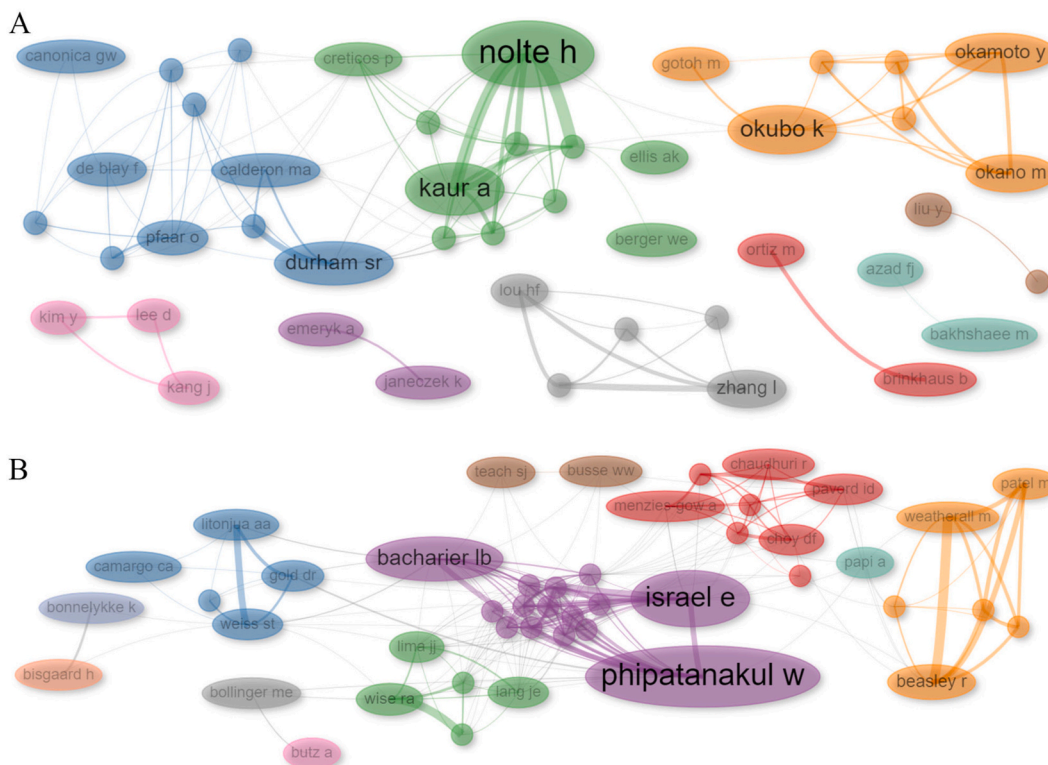 A
canonica gw
creticos p
nolte h
gotoh m
okamoto y
okubo k
de blay f
calderon ma
kaur a
ellis ak
okano m
liu y
pfaar o
durham sr
berger we
ortiz m
azad fj
lou hf
kim y
lee d
emeryk a
bakhshaee m
kang j
janeczek k
zhang l
brinkhaus b
B
teach sj
busse ww
chaudhuri r
pavord id
patel m
menzies-gow a
litonjua aa
weatherall m
choy df
bacharier lb
camargo ca
gold dr
papi a
bonnelykke k
israel e
weiss st
lima jj
bisgaard h
phipatanakul w
beasley r
bollinger me
wise ra
lang je
butz a